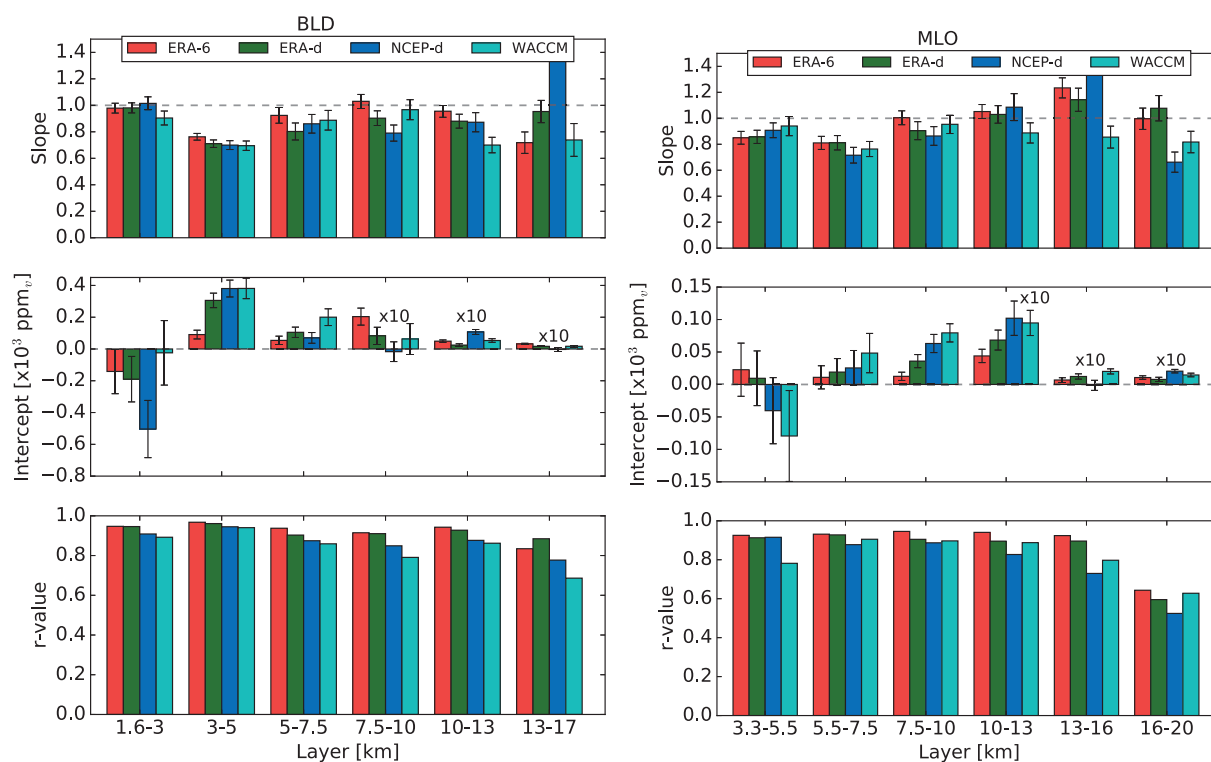 BLD
ERA-6 ERA-d NCEP-d WACCM
Slope
1.4
1.2
1.0
0.8
0.6
0.4
0.2
0.0
Intercept [x10³ ppmᵥ]
0.4
0.2
0.0
−0.2
−0.4
−0.6
−0.8
x10 x10 x10
r-value
1.0
0.8
0.6
0.4
0.2
0.0
1.6-3 3-5 5-7.5 7.5-10 10-13 13-17
Layer [km]
MLO
ERA-6 ERA-d NCEP-d WACCM
Slope
1.4
1.2
1.0
0.8
0.6
0.4
0.2
0.0
Intercept [x10³ ppmᵥ]
0.15
0.10
0.05
0.00
−0.05
−0.10
−0.15
x10 x10 x10
r-value
1.0
0.8
0.6
0.4
0.2
0.0
3.3-5.5 5.5-7.5 7.5-10 10-13 13-16 16-20
Layer [km]